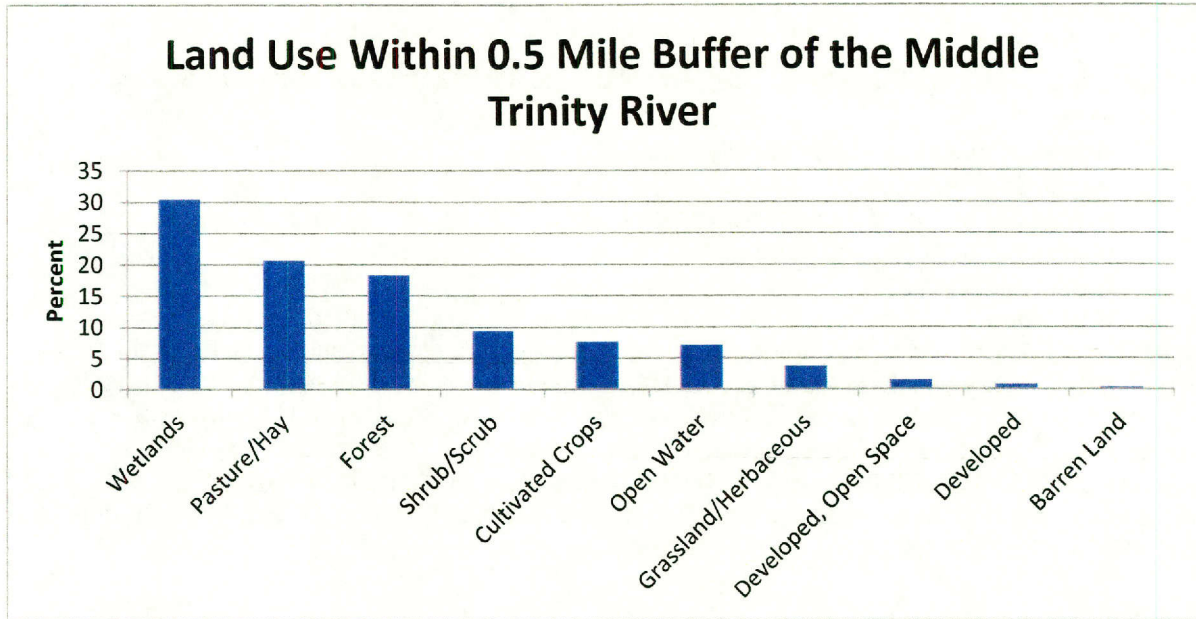 Land Use Within 0.5 Mile Buffer of the Middle
Trinity River
Percent
35
30
25
20
15
10
5
0
Wetlands
Pasture/Hay
Forest
Shrub/Scrub
Cultivated Crops
Open Water
Grassland/Herbaceous
Developed, Open Space
Developed
Barren Land